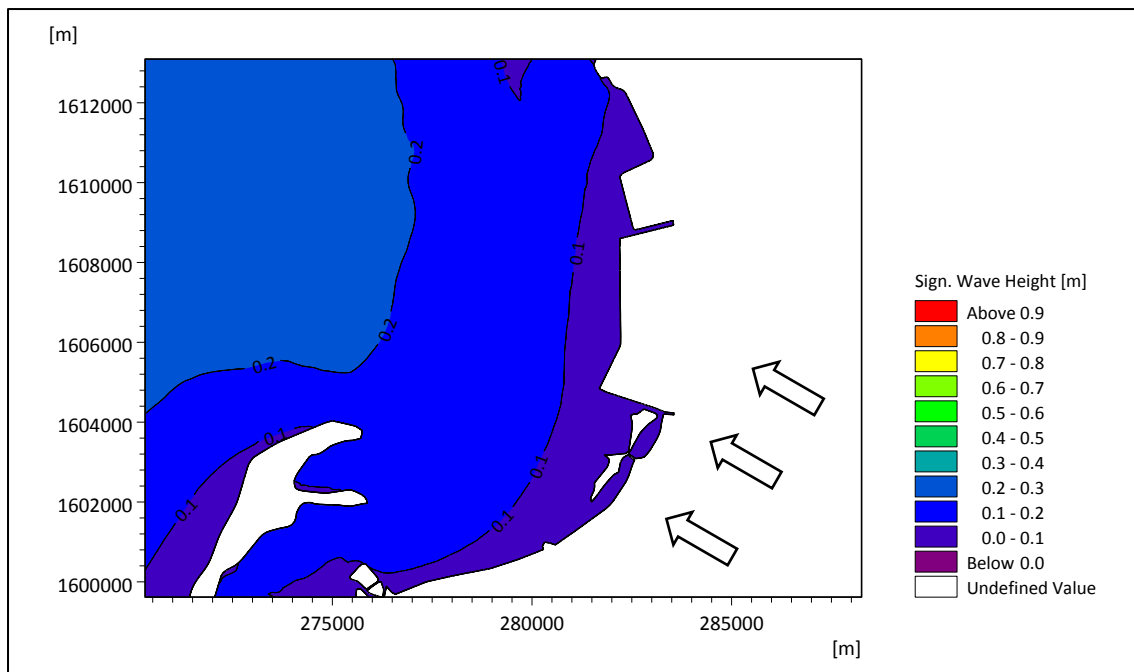 [m]
1612000
1610000
1608000
1606000
1604000
1602000
1600000
275000
280000
285000
[m]
0.1
0.2
0.1
0.2
0.2
0.1
0.1
0.1
0.1
Sign. Wave Height [m]
Above 0.9
0.8 - 0.9
0.7 - 0.8
0.6 - 0.7
0.5 - 0.6
0.4 - 0.5
0.3 - 0.4
0.2 - 0.3
0.1 - 0.2
0.0 - 0.1
Below 0.0
Undefined Value